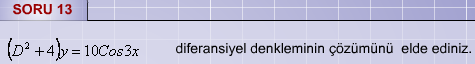 SORU 13
(D² + 4)y = 10Cos3x diferansiyel denkleminin çözümünü elde ediniz.